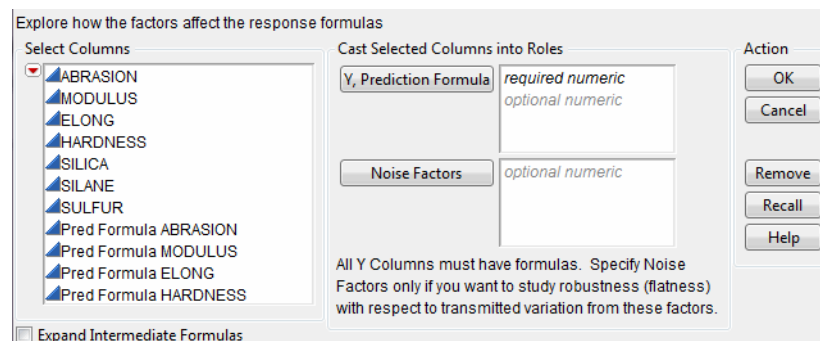 Explore how the factors affect the response formulas
Select Columns
ABRASION
MODULUS
ELONG
HARDNESS
SILICA
SILANE
SULFUR
Pred Formula ABRASION
Pred Formula MODULUS
Pred Formula ELONG
Pred Formula HARDNESS
Expand Intermediate Formulas
Cast Selected Columns into Roles
Y, Prediction Formula
required numeric
optional numeric
Noise Factors
optional numeric
All Y Columns must have formulas. Specify Noise
Factors only if you want to study robustness (flatness)
with respect to transmitted variation from these factors.
Action
OK
Cancel
Remove
Recall
Help